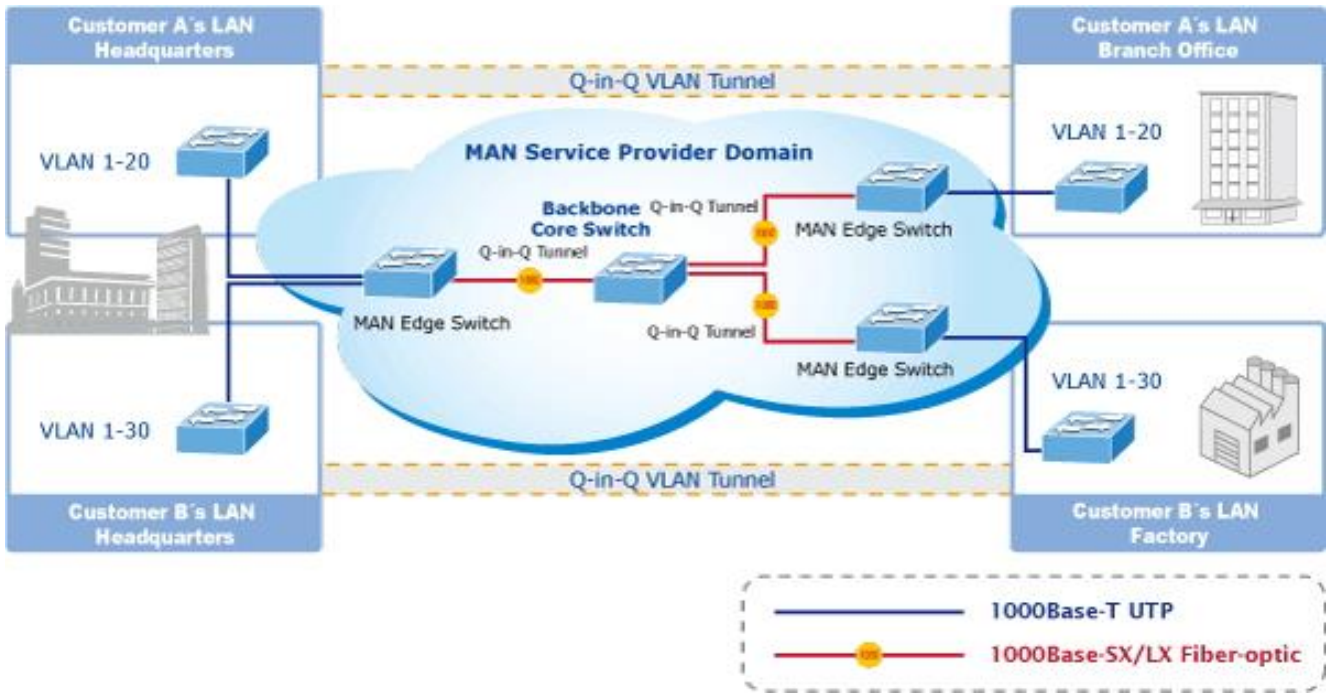 Customer A's LAN
Headquarters
Customer A's LAN
Branch Office
Q-in-Q VLAN Tunnel
VLAN 1-20
VLAN 1-20
MAN Service Provider Domain
Q-in-Q Tunnel
Backbone
Core Switch
MAN Edge Switch
Q-in-Q Tunnel
MAN Edge Switch
Q-in-Q Tunnel
MAN Edge Switch
VLAN 1-30
VLAN 1-30
Q-in-Q VLAN Tunnel
Customer B's LAN
Headquarters
Customer B's LAN
Factory
1000Base-T UTP
1000Base-SX/LX Fiber-optic